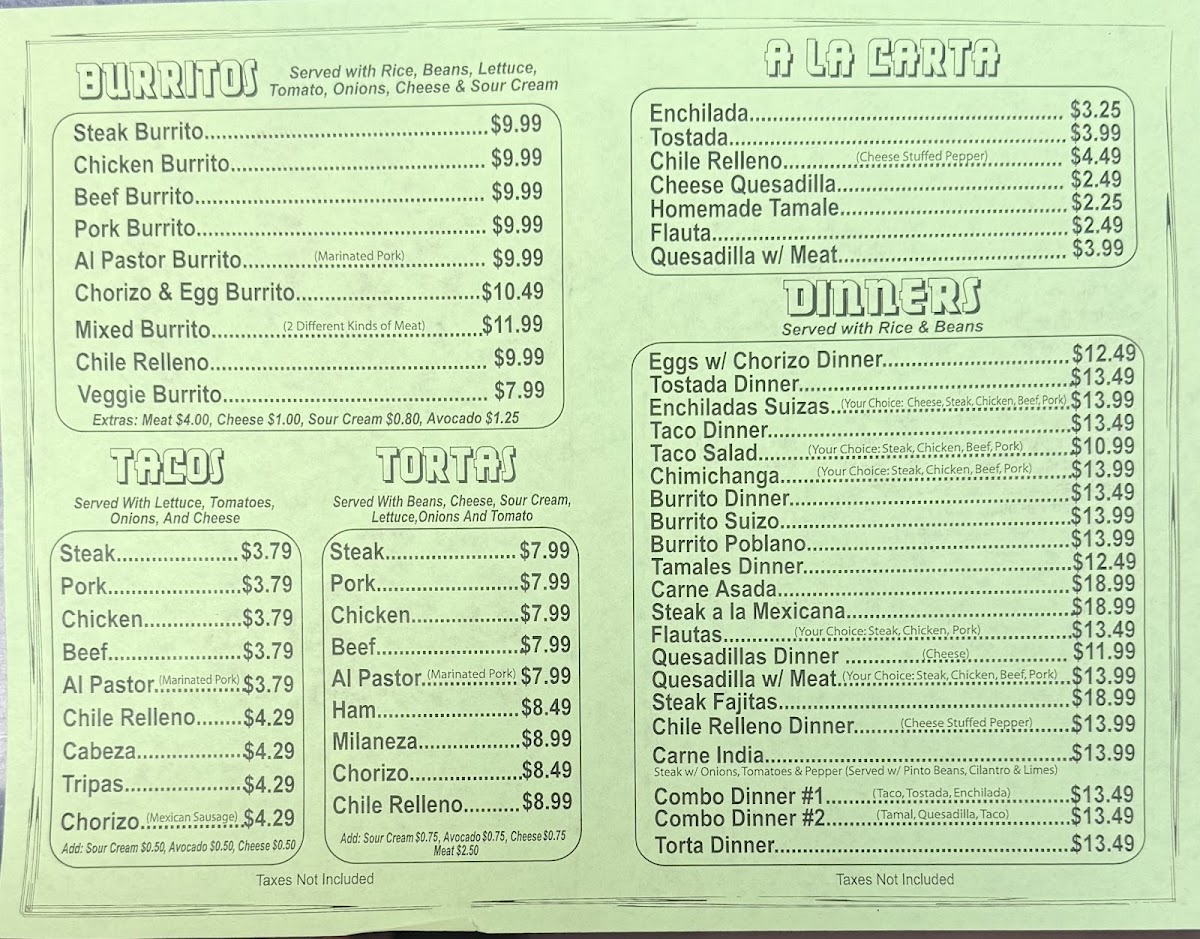 BURRITOS
Served with Rice, Beans, Lettuce,
Tomato, Onions, Cheese & Sour Cream
Steak Burrito $9.99
Chicken Burrito $9.99
Beef Burrito $9.99
Pork Burrito $9.99
Al Pastor Burrito (Marinated Pork) $9.99
Chorizo & Egg Burrito $10.49
Mixed Burrito (2 Different Kinds of Meat) $11.99
Chile Relleno $9.99
Veggie Burrito $7.99
Extras: Meat $4.00, Cheese $1.00, Sour Cream $0.80, Avocado $1.25
TACOS
Served With Lettuce, Tomatoes,
Onions, And Cheese
Steak $3.79
Pork $3.79
Chicken $3.79
Beef $3.79
Al Pastor (Marinated Pork) $3.79
Chile Relleno $4.29
Cabeza $4.29
Tripas $4.29
Chorizo (Mexican Sausage) $4.29
Add: Sour Cream $0.50, Avocado $0.50, Cheese $0.50
TORTAS
Served With Beans, Cheese, Sour Cream,
Lettuce,Onions And Tomato
Steak $7.99
Pork $7.99
Chicken $7.99
Beef $7.99
Al Pastor (Marinated Pork) $7.99
Ham $8.49
Milaneza $8.99
Chorizo $8.49
Chile Relleno $8.99
Add: Sour Cream $0.75, Avocado $0.75, Cheese $0.75
Meat $2.50
Taxes Not Included
A LA CARTA
Enchilada $3.25
Tostada $3.99
Chile Relleno (Cheese Stuffed Pepper) $4.49
Cheese Quesadilla $2.49
Homemade Tamale $2.25
Flauta $2.49
Quesadilla w/ Meat $3.99
DINNERS
Served with Rice & Beans
Eggs w/ Chorizo Dinner $12.49
Tostada Dinner $13.49
Enchiladas Suizas (Your Choice: Cheese, Steak, Chicken, Beef, Pork) $13.99
Taco Dinner $13.49
Taco Salad (Your Choice: Steak, Chicken, Beef, Pork) $10.99
Chimichanga (Your Choice: Steak, Chicken, Beef, Pork) $13.99
Burrito Dinner $13.49
Burrito Suizo $13.99
Burrito Poblano $13.99
Tamales Dinner $12.49
Carne Asada $18.99
Steak a la Mexicana $18.99
Flautas (Your Choice: Steak, Chicken, Pork) $13.49
Quesadillas Dinner (Cheese) $11.99
Quesadilla w/ Meat (Your Choice: Steak, Chicken, Beef, Pork) $13.99
Steak Fajitas $18.99
Chile Relleno Dinner (Cheese Stuffed Pepper) $13.99
Carne India $13.99
Steak w/ Onions, Tomatoes & Pepper (Served w/ Pinto Beans, Cilantro & Limes)
Combo Dinner #1 (Taco, Tostada, Enchilada) $13.49
Combo Dinner #2 (Tamal, Quesadilla, Taco) $13.49
Torta Dinner $13.49
Taxes Not Included